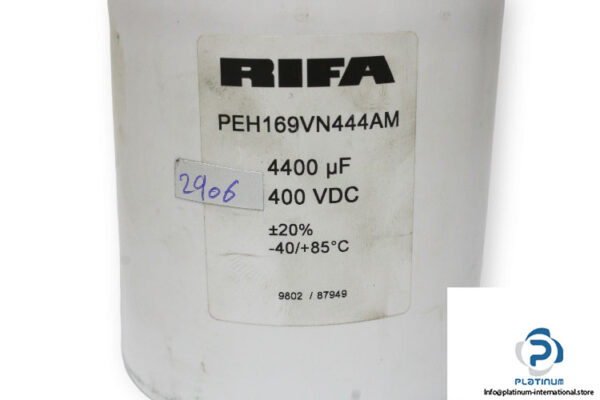 RIFA
PEH169VN444AM
4400 µF
2906
400 VDC
±20%
-40/+85°C
9802 / 87949
PLATINUM
Info@platinum-international.store